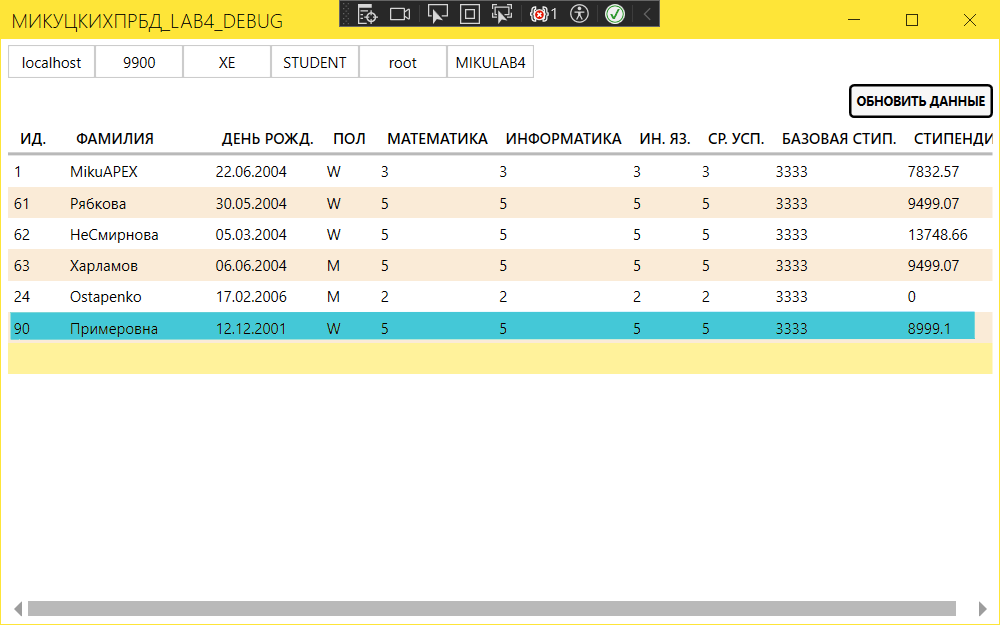 МИКУЦКИХПРБД_LAB4_DEBUG 1
localhost 9900 XE STUDENT root MIKULAB4
ОБНОВИТЬ ДАННЫЕ
ИД. ФАМИЛИЯ ДЕНЬ РОЖД. ПОЛ МАТЕМАТИКА ИНФОРМАТИКА ИН. ЯЗ. СР. УСП. БАЗОВАЯ СТИП. СТИПЕНДИ
1 MikuAPEX 22.06.2004 W 3 3 3 3 3333 7832.57
61 Рябкова 30.05.2004 W 5 5 5 5 3333 9499.07
62 НеСмирнова 05.03.2004 W 5 5 5 5 3333 13748.66
63 Харламов 06.06.2004 M 5 5 5 5 3333 9499.07
24 Ostapenko 17.02.2006 M 2 2 2 2 3333 0
90 Примеровна 12.12.2001 W 5 5 5 5 3333 8999.1